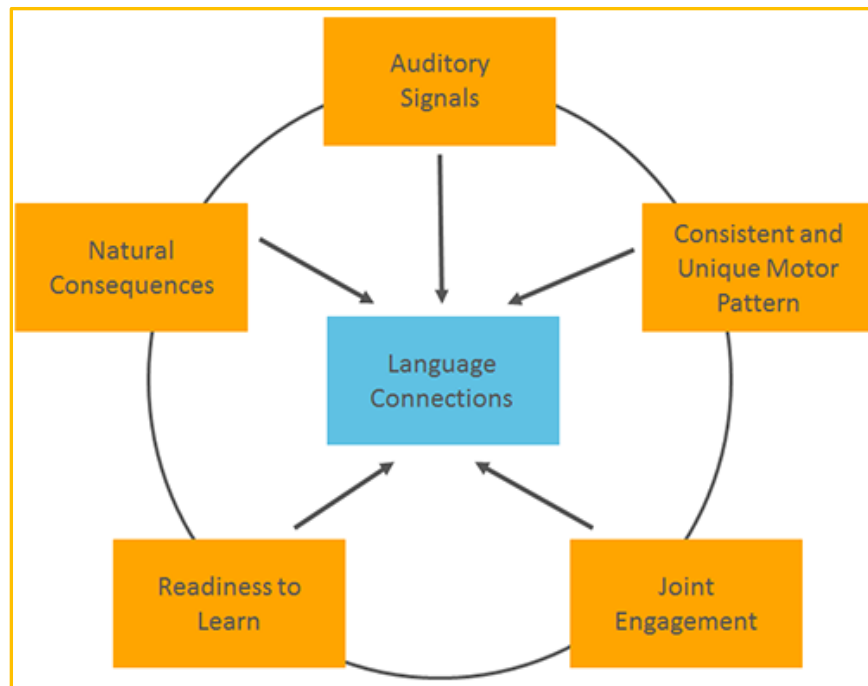 Auditory
Signals
Natural
Consequences
Consistent and
Unique Motor
Pattern
Language
Connections
Readiness to
Learn
Joint
Engagement